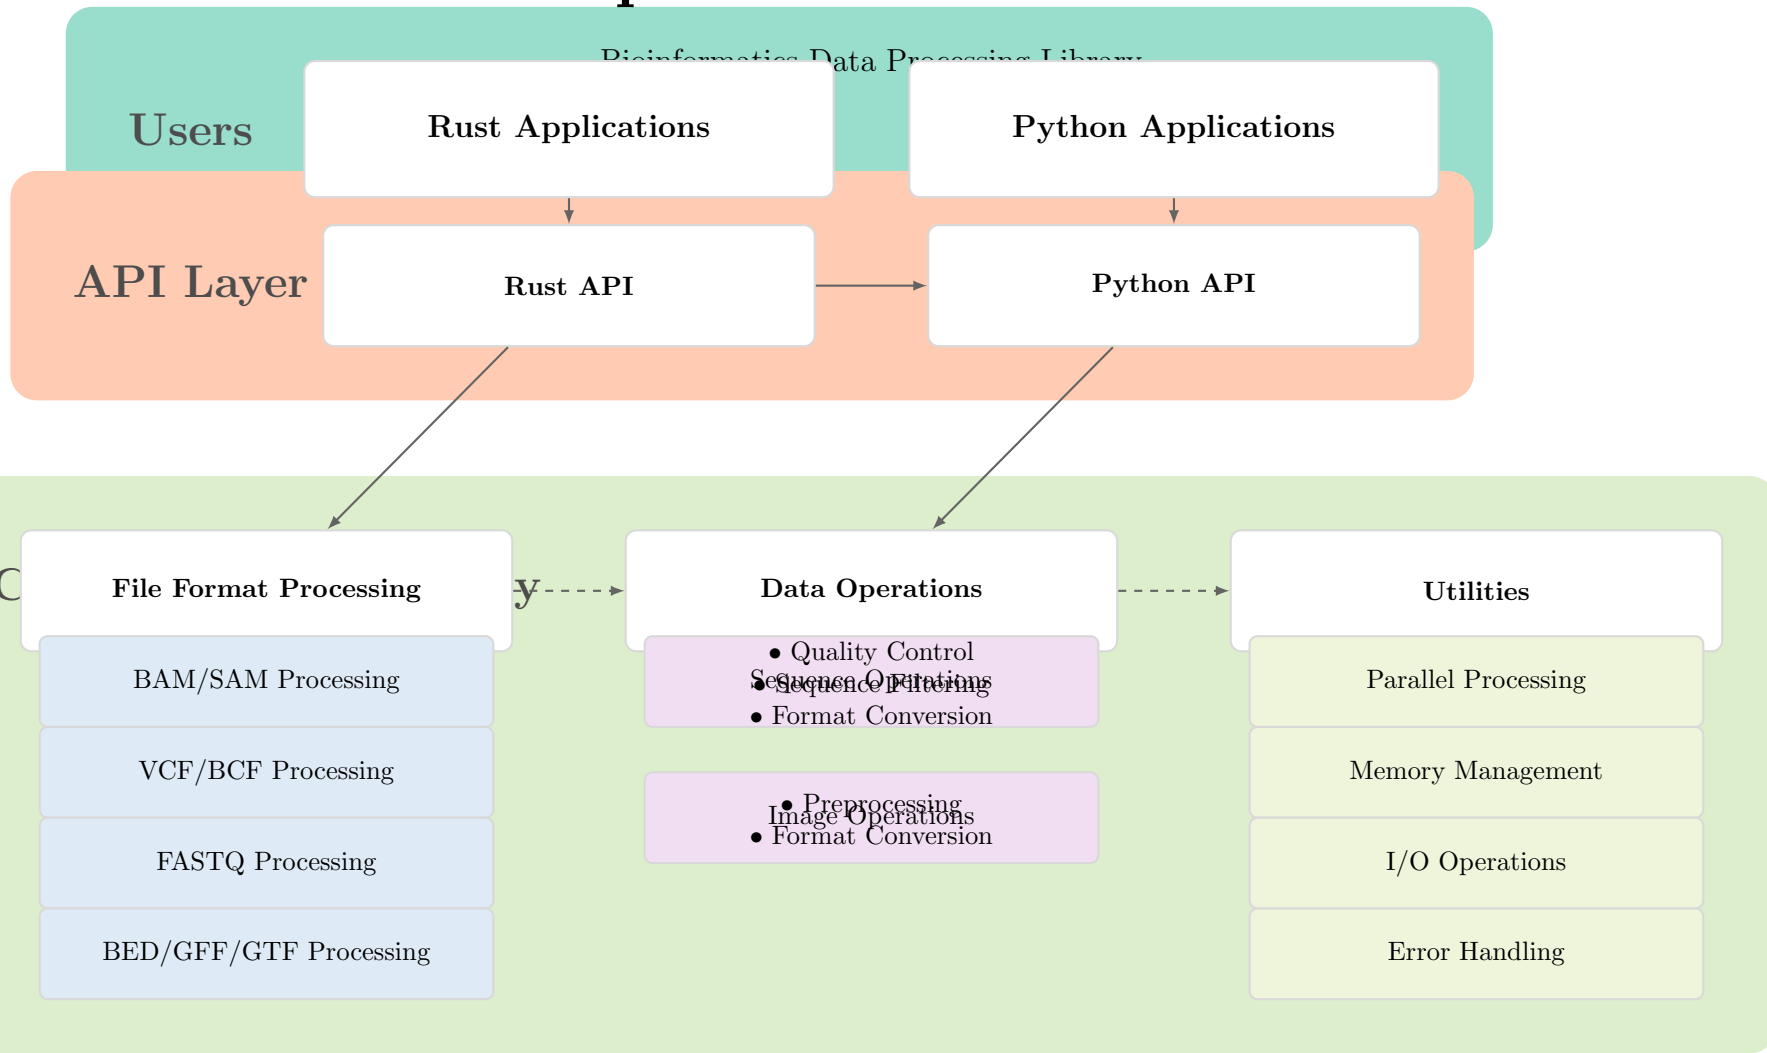 Bioinformatics Data Processing Library
Users
Rust Applications
Python Applications
API Layer
Rust API
Python API
File Format Processing
Data Operations
Utilities
BAM/SAM Processing
• Quality Control
Sequence Operations
• Sequence Filtering
• Format Conversion
Parallel Processing
VCF/BCF Processing
Memory Management
• Preprocessing
Image Operations
• Format Conversion
FASTQ Processing
I/O Operations
BED/GFF/GTF Processing
Error Handling